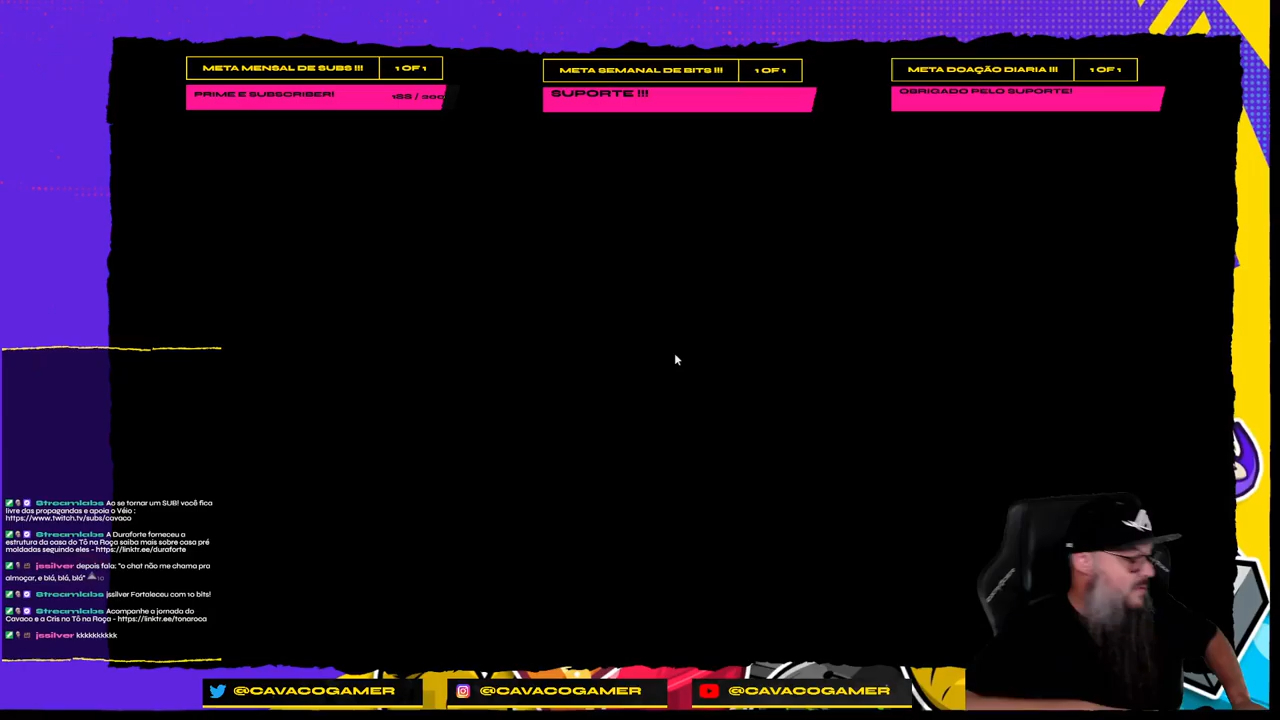 META MENSAL DE SUBS !!! 1 OF 1
PRIME E SUBSCRIBER! 188 / 300
META SEMANAL DE BITS !!! 1 OF 1
SUPORTE !!!
META DOAÇÃO DIARIA !!! 1 OF 1
OBRIGADO PELO SUPORTE!
Streamlabs Ao se tornar um SUB! você fica
livre das propagandas e apoia o Véio :
https://www.twitch.tv/subs/cavaco
Streamlabs A Duraforte forneceu a
estrutura da casa do Tô na Roça saiba mais sobre casa pré
moldadas seguindo eles - https://linktr.ee/duraforte
jssilver depois fala: "o chat não me chama pra
almoçar, e blá, blá, blá" 10
Streamlabs jssilver Fortaleceu com 10 bits!
Streamlabs Acompanhe a jornada do
Cavaco e a Cris no Tô na Roça - https://linktr.ee/tonaroca
jssilver kkkkkkkkkk
@CAVACOGAMER
@CAVACOGAMER
@CAVACOGAMER